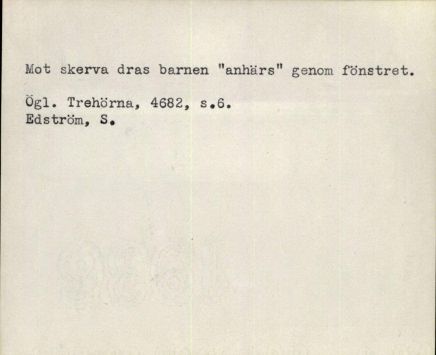 Mot skerva dras barnen "anhärs" genom fönstret.
Ögl. Trehörna, 4682, s.6.
Edström, S.